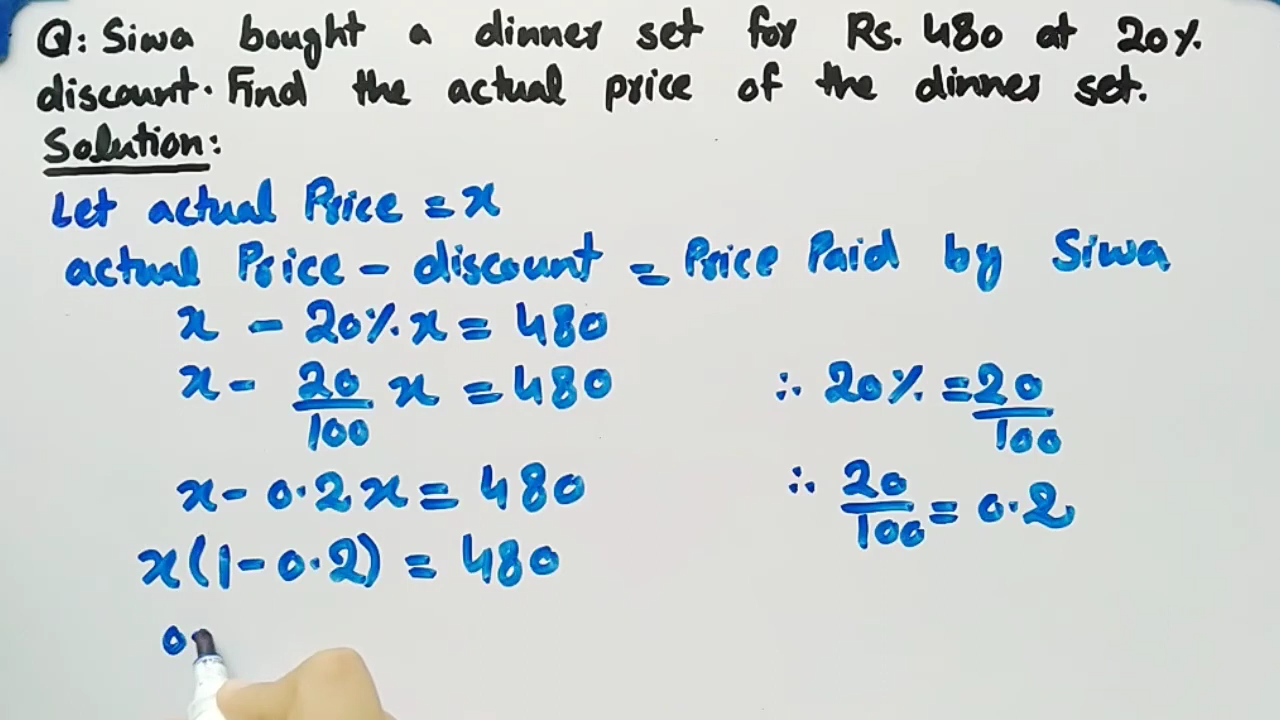 Q: Siwa bought a dinner set for Rs. 480 at 20%
discount. Find the actual price of the dinner set.
Solution:
Let actual Price = x
actual Price - discount = Price Paid by Siwa
x - 20% x = 480
x - 20/100 x = 480 ∴ 20% = 20/100
x - 0.2x = 480 ∴ 20/100 = 0.2
x(1 - 0.2) = 480
0.